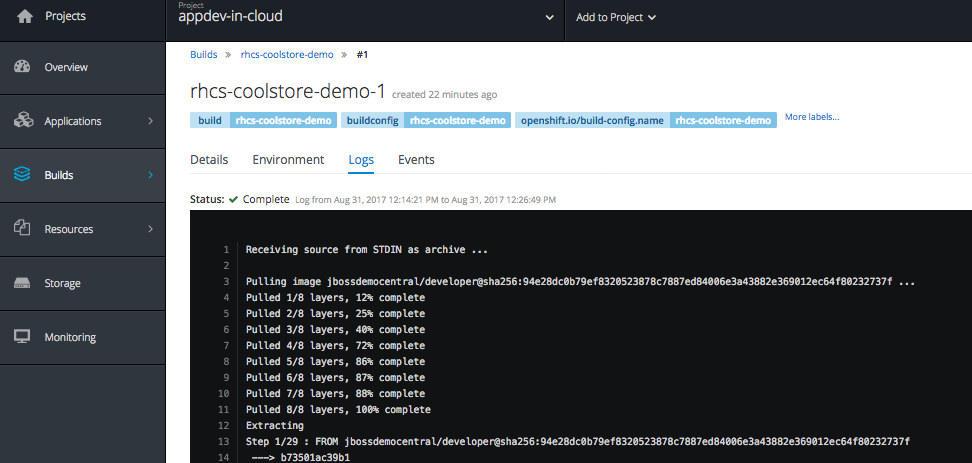 Projects
Project
appdev-in-cloud
Add to Project
Overview
Applications
Builds
Resources
Storage
Monitoring
Builds » rhcs-coolstore-demo » #1
rhcs-coolstore-demo-1 created 22 minutes ago
build rhcs-coolstore-demo buildconfig rhcs-coolstore-demo openshift.io/build-config.name rhcs-coolstore-demo More labels...
Details Environment Logs Events
Status: Complete Log from Aug 31, 2017 12:14:21 PM to Aug 31, 2017 12:26:49 PM
1 Receiving source from STDIN as archive ...
2
3 Pulling image jbossdemocentral/developer@sha256:94e28dc0b79ef8320523878c7887ed84006e3a43882e369012ec64f80232737f ...
4 Pulled 1/8 layers, 12% complete
5 Pulled 2/8 layers, 25% complete
6 Pulled 3/8 layers, 40% complete
7 Pulled 4/8 layers, 72% complete
8 Pulled 5/8 layers, 86% complete
9 Pulled 6/8 layers, 87% complete
10 Pulled 7/8 layers, 88% complete
11 Pulled 8/8 layers, 100% complete
12 Extracting
13 Step 1/29 : FROM jbossdemocentral/developer@sha256:94e28dc0b79ef8320523878c7887ed84006e3a43882e369012ec64f80232737f
14 ---> b73501ac39b1